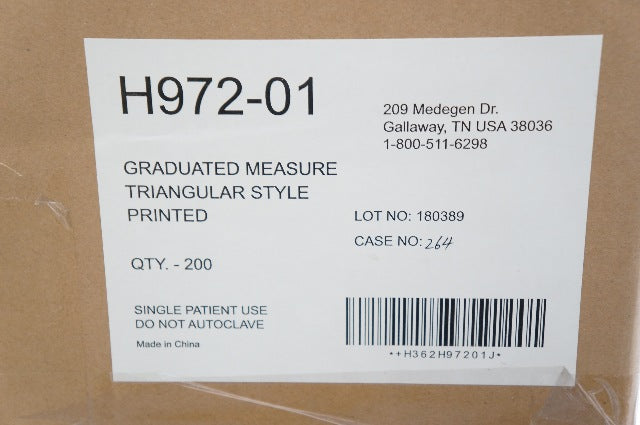 H972-01
209 Medegen Dr.
Gallaway, TN USA 38036
1-800-511-6298
GRADUATED MEASURE
TRIANGULAR STYLE
PRINTED
LOT NO: 180389
CASE NO: 264
QTY. - 200
SINGLE PATIENT USE
DO NOT AUTOCLAVE
Made in China
*+H362H97201J*